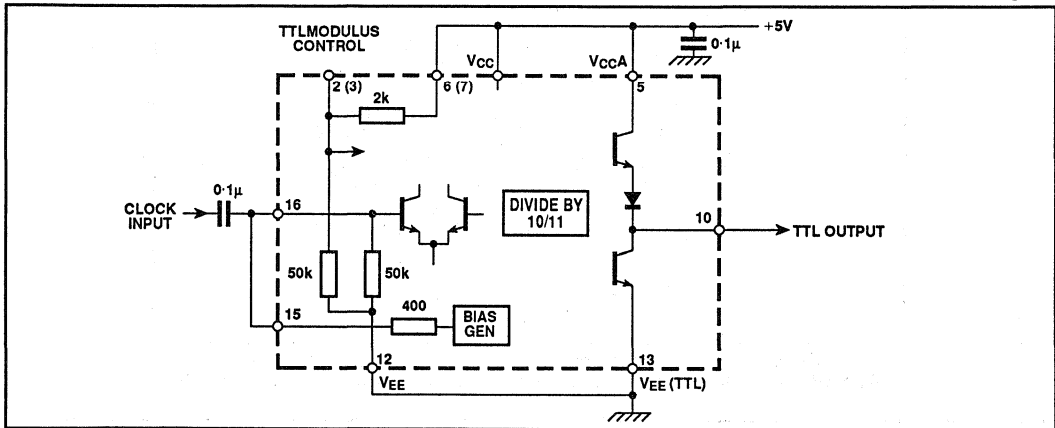 TTLMODULUS
CONTROL
+5V
0·1µ
VCC
VCCA
2 (3)
6 (7)
5
2k
0·1µ
CLOCK
INPUT
16
DIVIDE BY
10/11
10
TTL OUTPUT
50k
50k
400
BIAS
GEN
15
12
13
VEE
VEE (TTL)